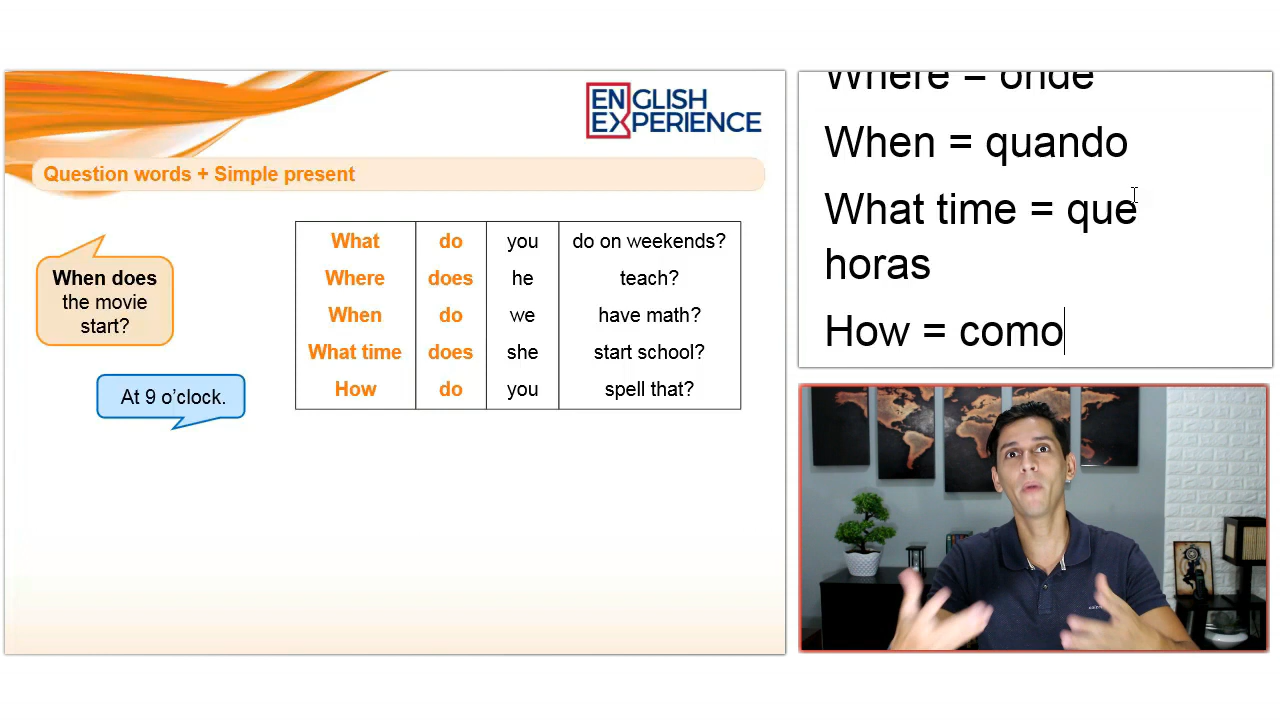 ENGLISH
EXPERIENCE
Question words + Simple present
When does
the movie
start?
At 9 o'clock.
What do you do on weekends?
Where does he teach?
When do we have math?
What time does she start school?
How do you spell that?
Where = onde
When = quando
What time = que
horas
How = como